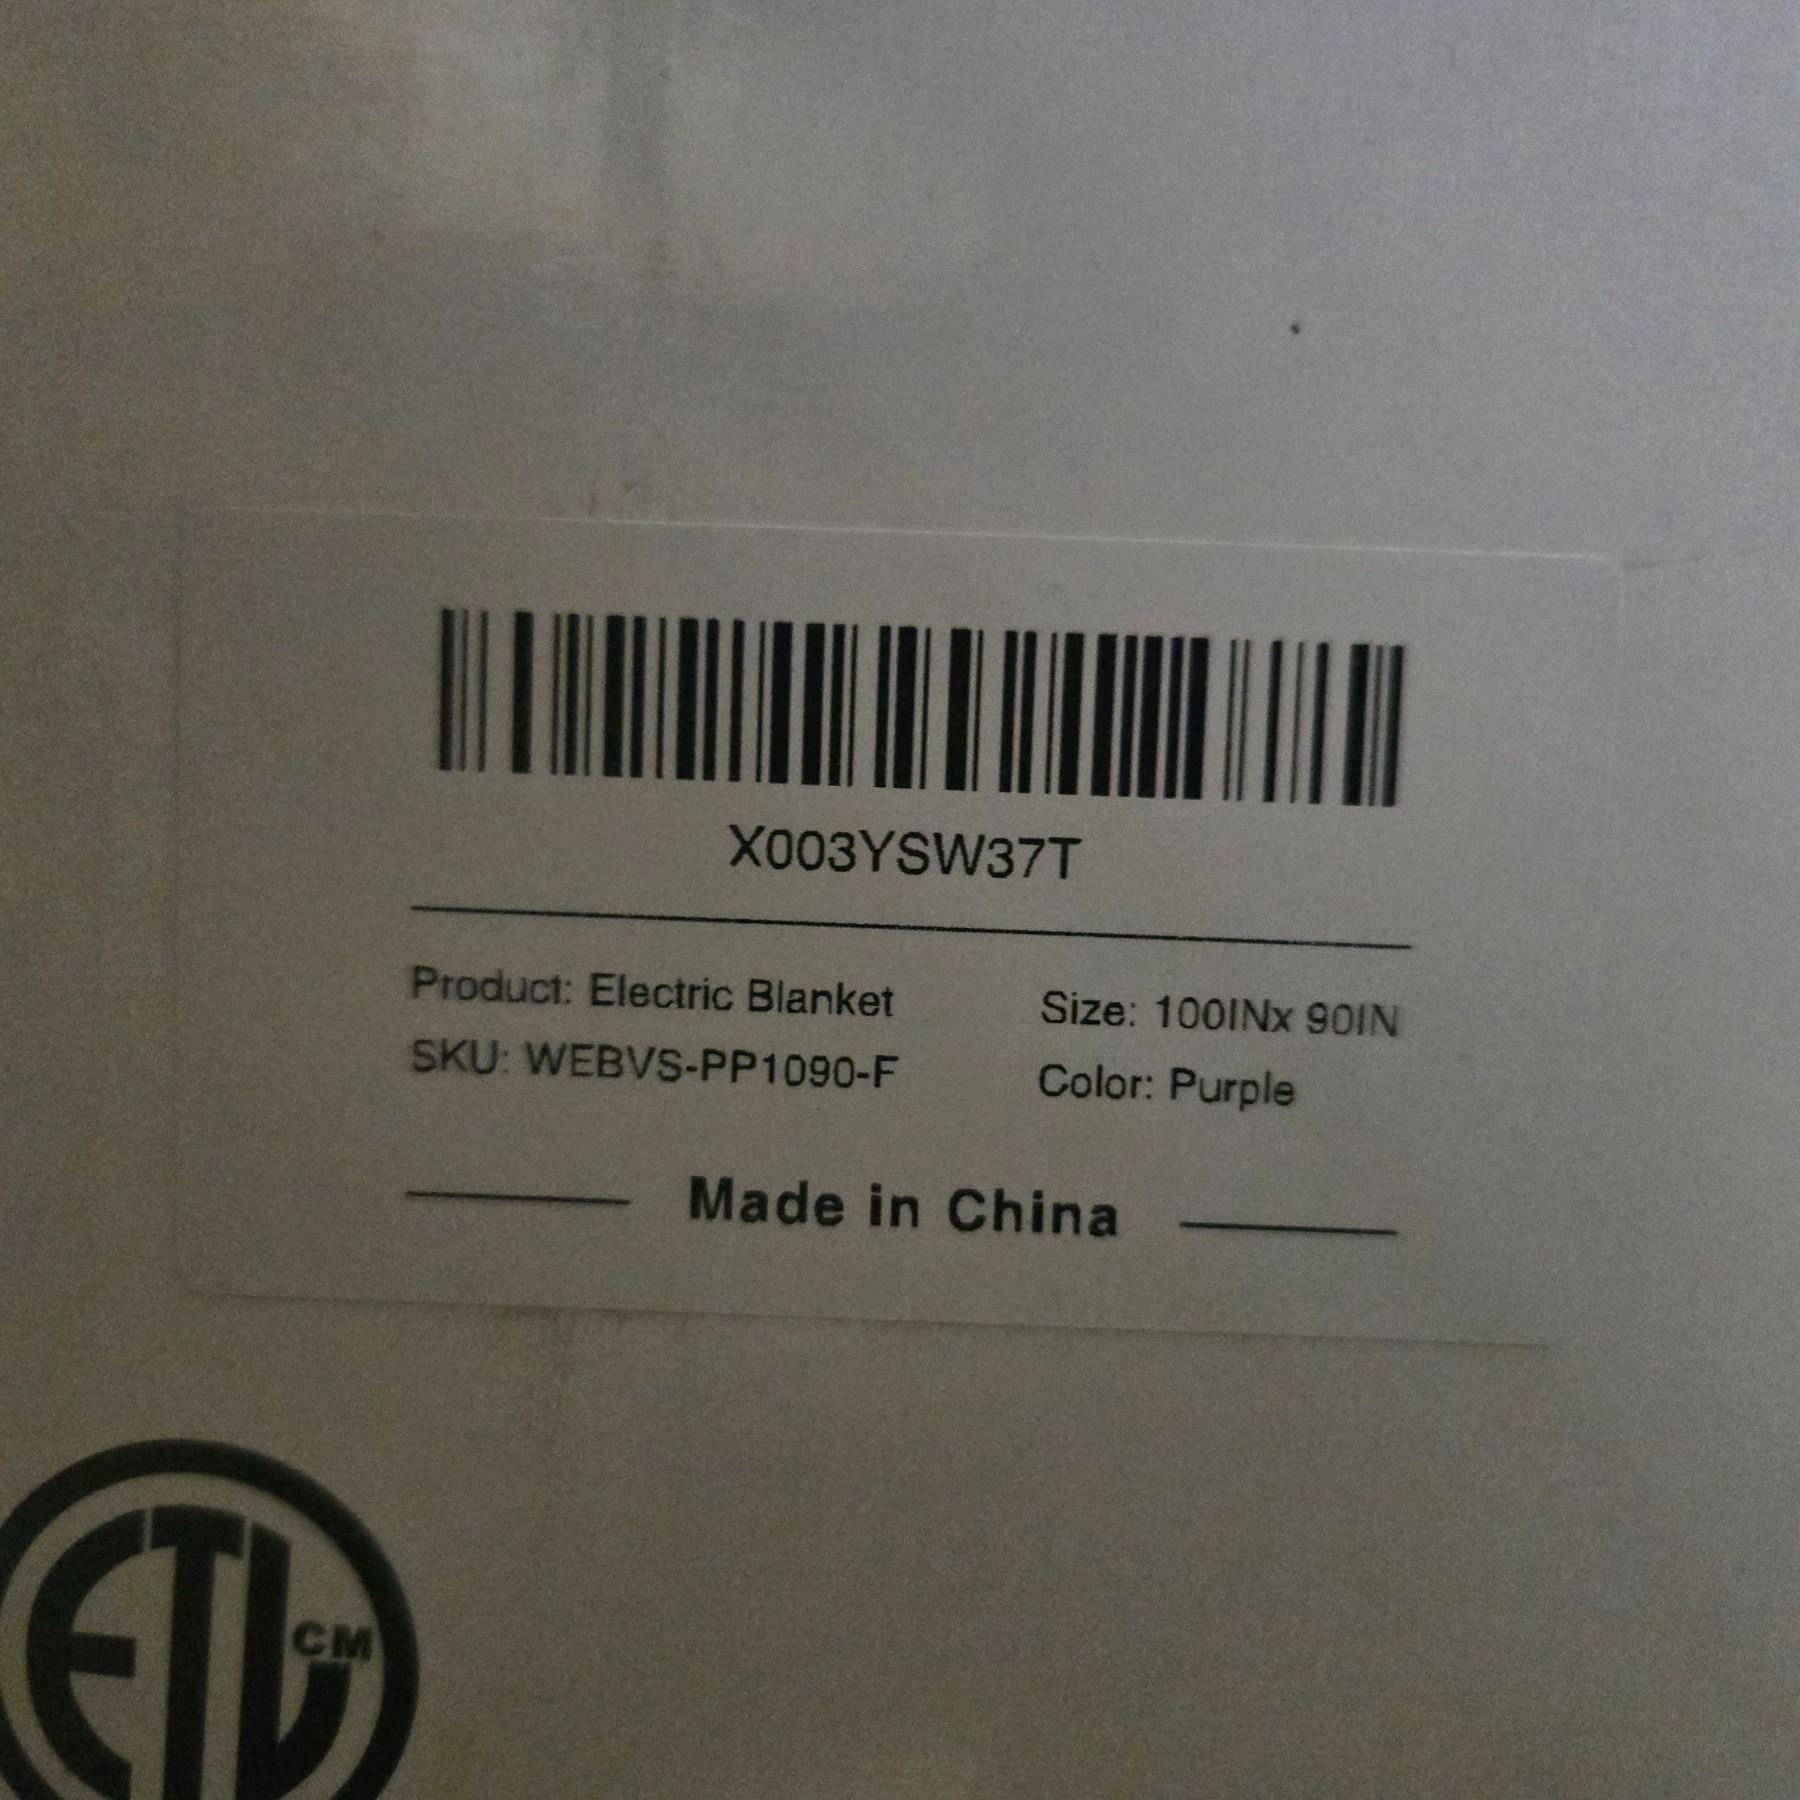 X003YSW37T
Product: Electric Blanket
Size: 100INx 90IN
SKU: WEBVS-PP1090-F
Color: Purple
Made in China
ETL
CM